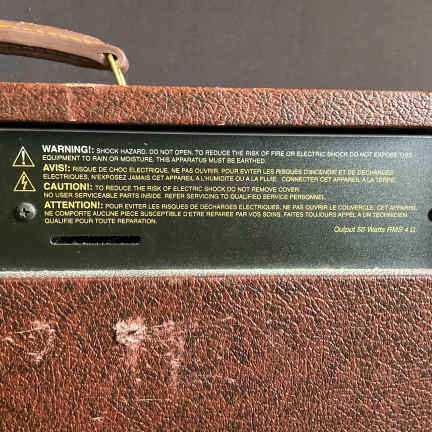 WARNING!: SHOCK HAZARD. DO NOT OPEN. TO REDUCE THE RISK OF FIRE OR ELECTRIC SHOCK DO NOT EXPOSE THIS
EQUIPMENT TO RAIN OR MOISTURE. THIS APPARATUS MUST BE EARTHED.
AVIS!: RISQUE DE CHOC ELECTRIQUE, NE PAS OUVRIR. POUR EVITER LES RISQUES D'INCENDIE ET DE DECHARGES
ELECTRIQUES, N'EXPOSEZ JAMAIS CET APPAREIL A L'HUMIDITE OU A LA PLUIE. CONNECTER CET APPAREIL A LA TERRE.
CAUTION!: TO REDUCE THE RISK OF ELECTRIC SHOCK DO NOT REMOVE COVER.
NO USER SERVICEABLE PARTS INSIDE. REFER SERVICING TO QUALIFIED SERVICE PERSONNEL.
ATTENTION!: POUR EVITER LES RISQUES DE DECHARGES ELECTRIQUES, NE PAS OUVRIR LE COUVERCLE. CET APPAREIL
NE COMPORTE AUCUNE PIECE SUSCEPTIBLE D'ETRE REPAREE PAR VOS SOINS. FAITES TOUJOURS APPEL A UN TECHNICIEN
QUALIFIE POUR TOUTE REPARATION.
Output 50 Watts RMS 4 Ω